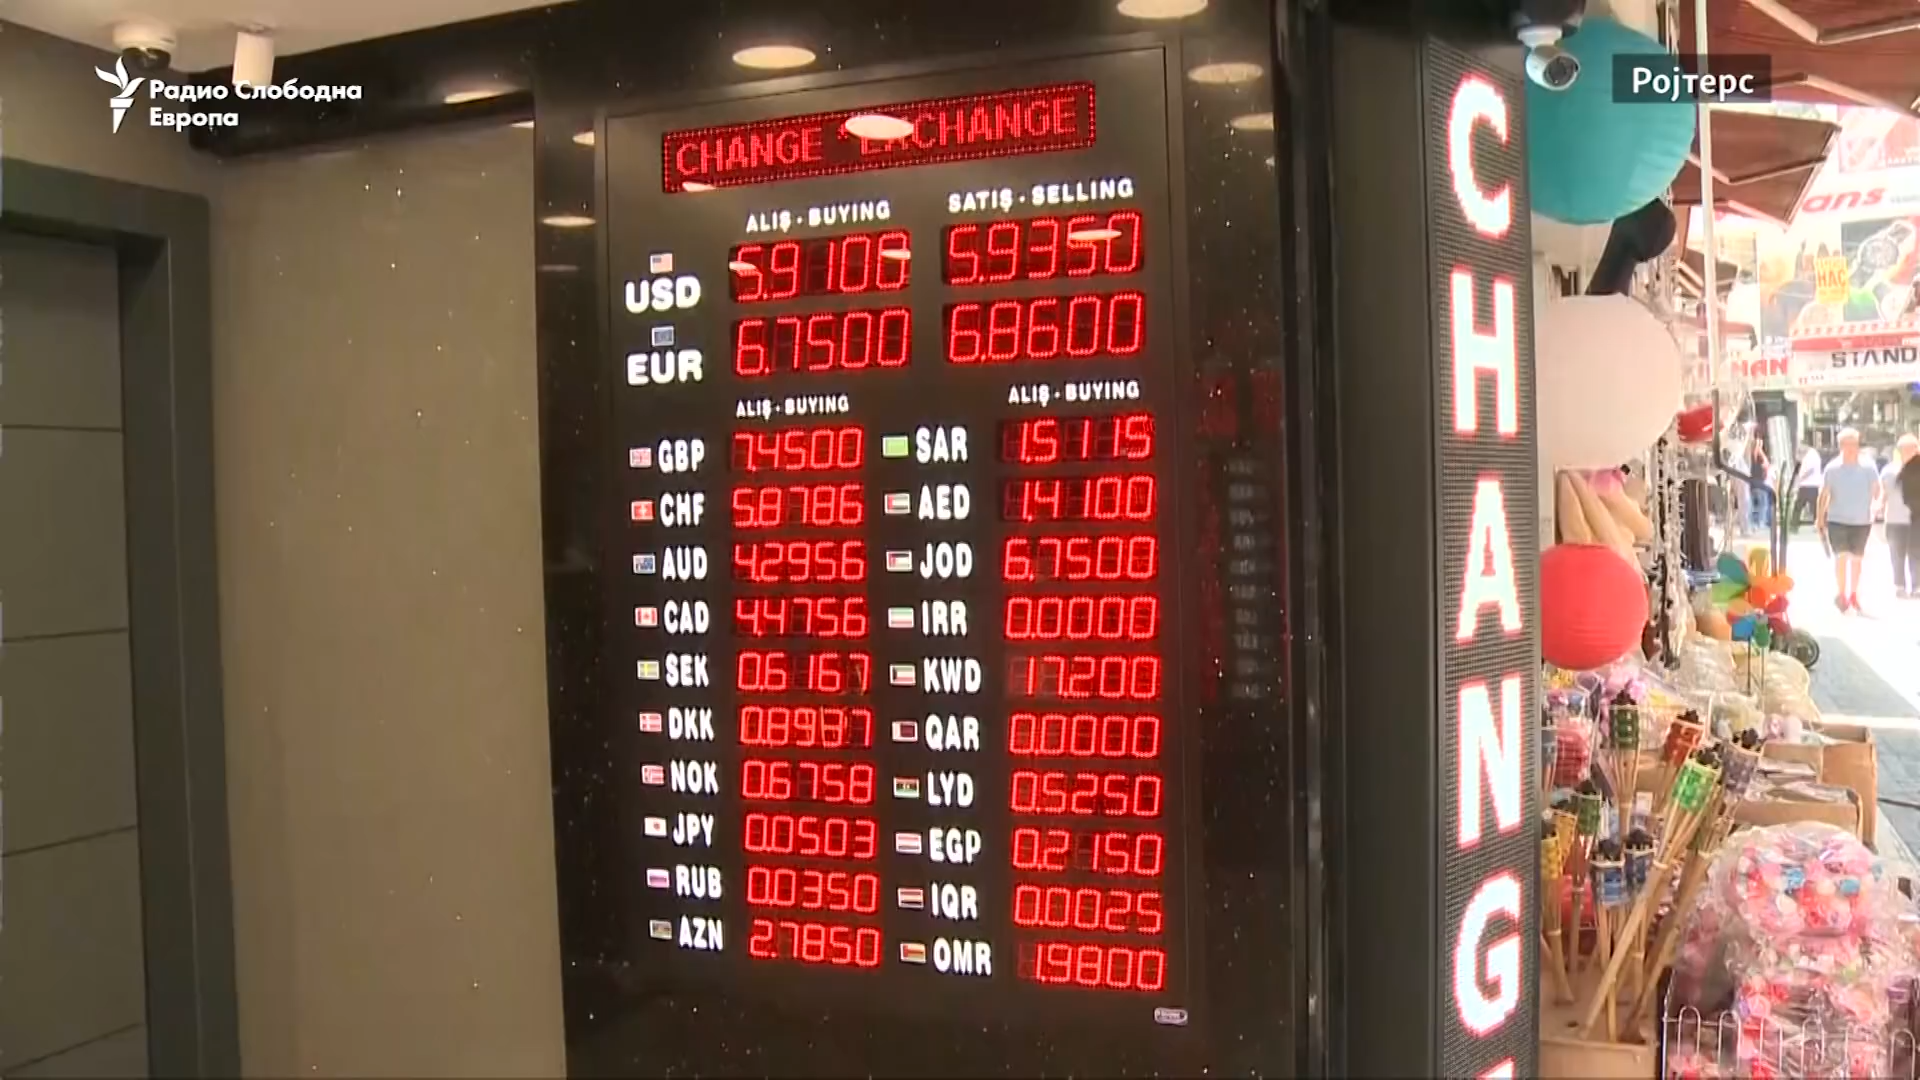 Радио Слободна
Европа
Ројтерс
CHANGE * EXCHANGE
ALIŞ - BUYING SATIŞ - SELLING
USD 5.9100 5.9350
EUR 6.7500 6.8600
ALIŞ - BUYING ALIŞ - BUYING
GBP 7.4500 SAR 1.5115
CHF 5.8786 AED 1.4100
AUD 4.2956 JOD 6.7500
CAD 4.4756 IRR 0.0000
SEK 0.6167 KWD 17.200
DKK 0.8987 QAR 0.0000
NOK 0.6758 LYD 0.5250
JPY 0.0503 EGP 0.2150
RUB 0.0350 IQR 0.0025
AZN 2.7850 OMR 1.9800
CHANG
STAND